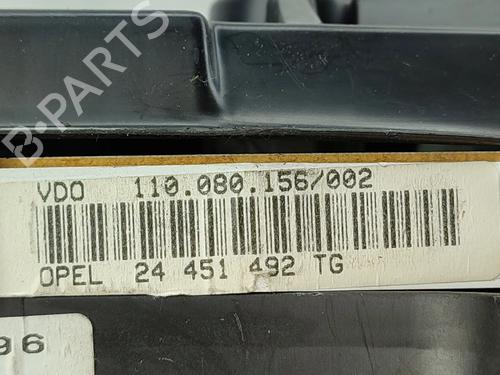 B-PARTS
VDO 110.080.156/002
OPEL 24 451 492 TG
96